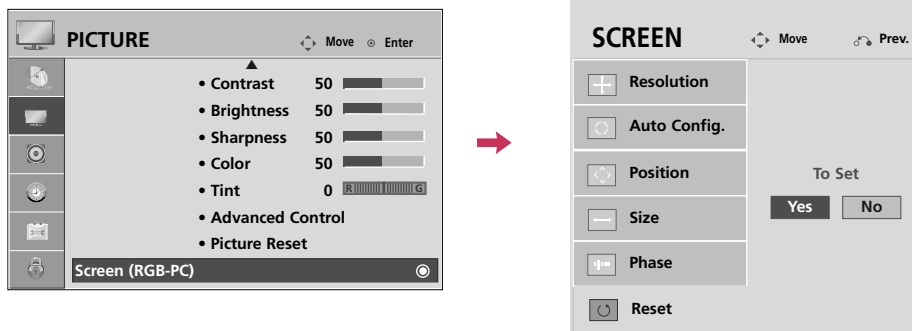 PICTURE Move Enter
• Contrast 50
• Brightness 50
• Sharpness 50
• Color 50
• Tint 0 R G
• Advanced Control
• Picture Reset
Screen (RGB-PC)
SCREEN Move Prev.
Resolution
Auto Config.
Position
Size
Phase
Reset
To Set
Yes No